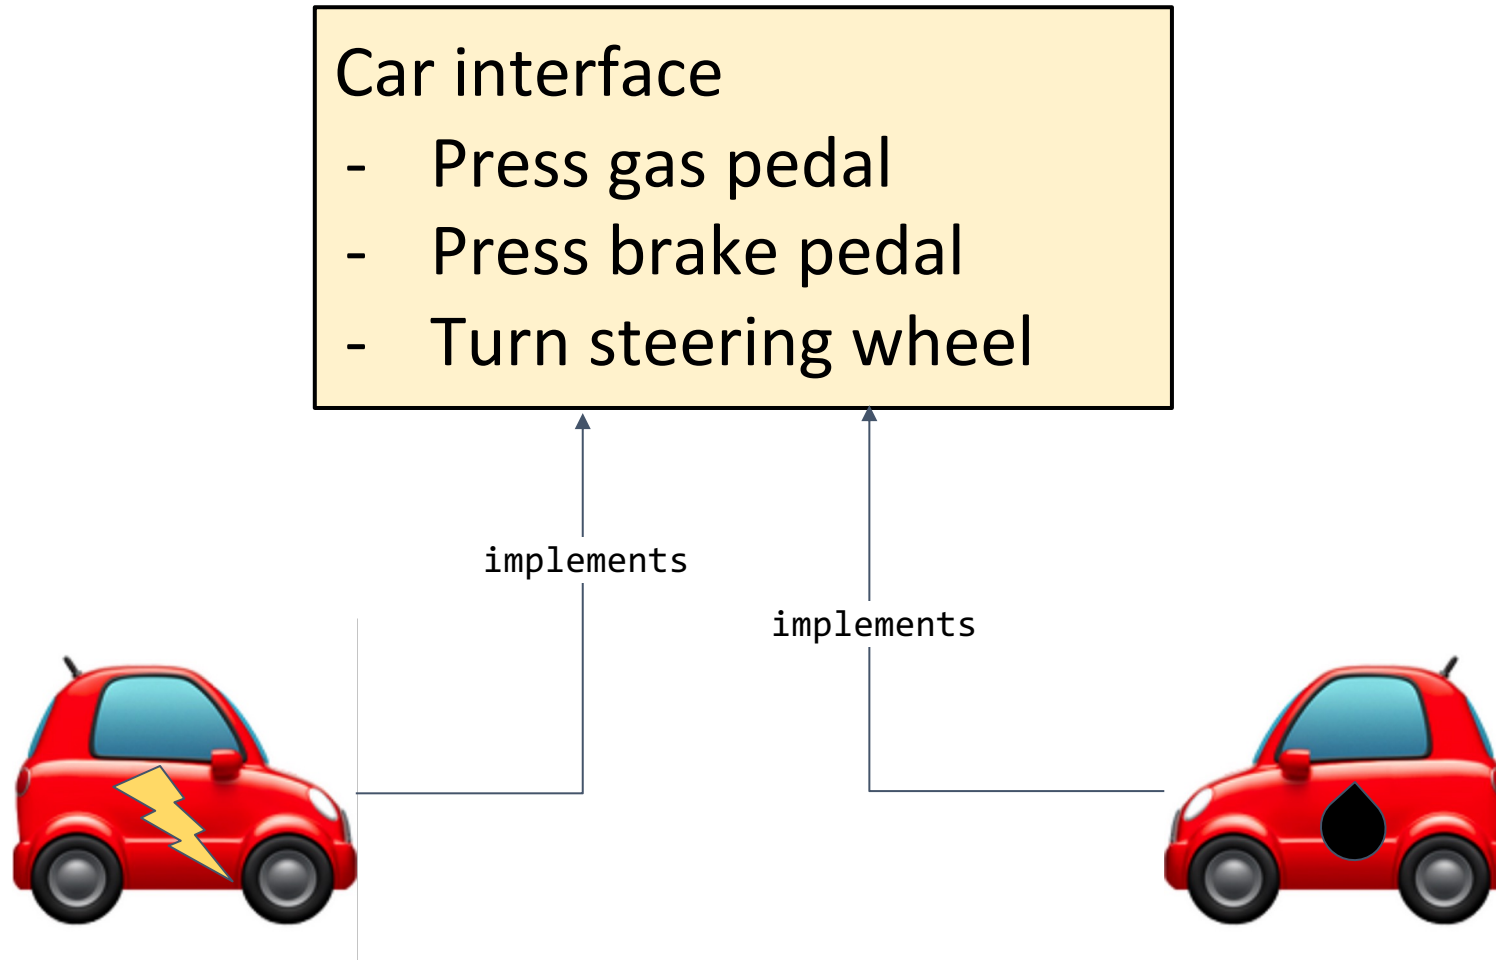 Car interface
- Press gas pedal
- Press brake pedal
- Turn steering wheel
implements
implements